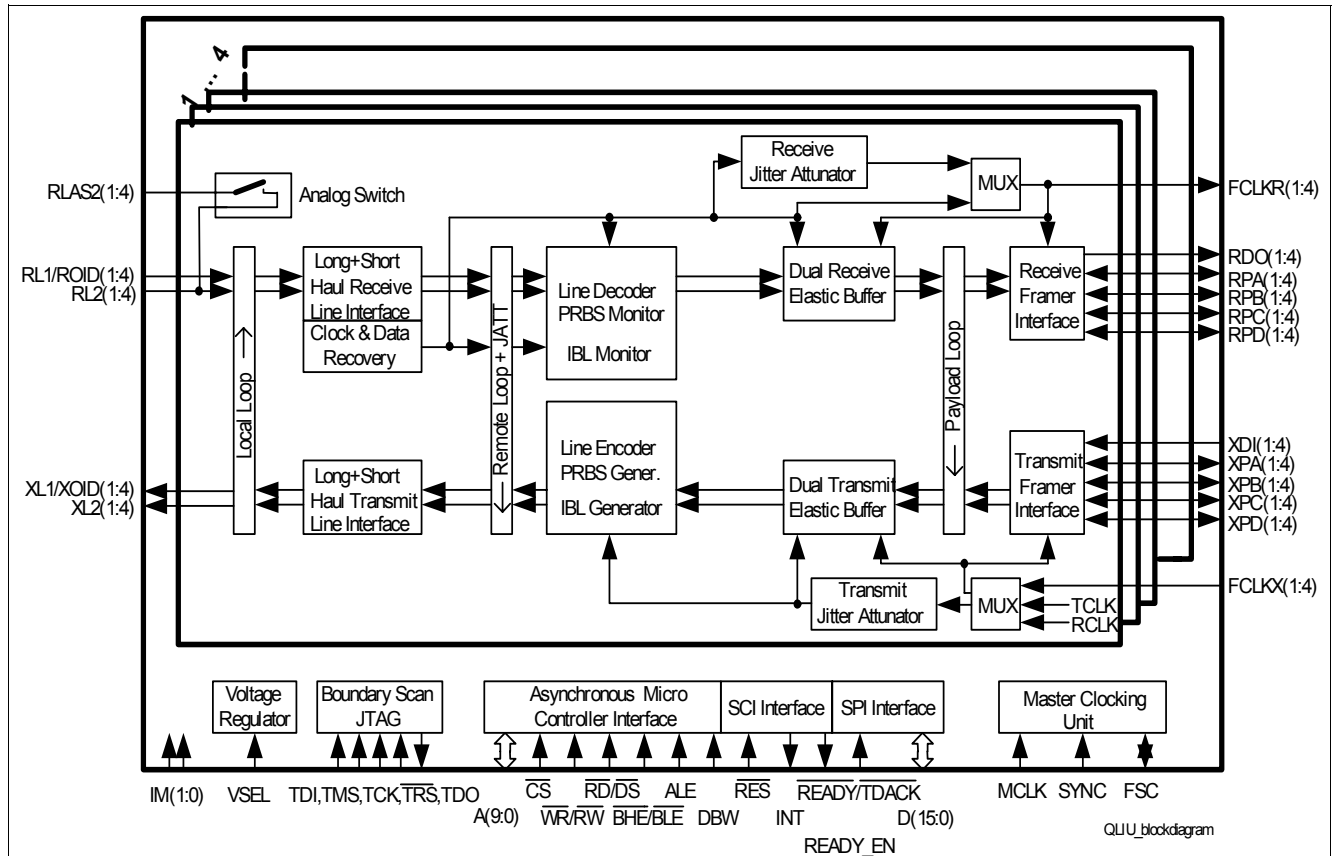 1 .... 4
Receive
Jitter Attunator
MUX
FCLKR(1:4)
RLAS2(1:4)
Analog Switch
RL1/ROID(1:4)
RL2(1:4)
Local Loop →
Long+Short
Haul Receive
Line Interface
Clock & Data
Recovery
← Remote Loop + JATT
Line Decoder
PRBS Monitor
IBL Monitor
Dual Receive
Elastic Buffer
← Payload Loop
Receive
Framer
Interface
RDO(1:4)
RPA(1:4)
RPB(1:4)
RPC(1:4)
RPD(1:4)
XL1/XOID(1:4)
XL2(1:4)
Long+Short
Haul Transmit
Line Interface
Line Encoder
PRBS Gener.
IBL Generator
Dual Transmit
Elastic Buffer
Transmit
Framer
Interface
XDI(1:4)
XPA(1:4)
XPB(1:4)
XPC(1:4)
XPD(1:4)
Transmit
Jitter Attunator
MUX
FCLKX(1:4)
TCLK
RCLK
Voltage
Regulator
Boundary Scan
JTAG
Asynchronous Micro
Controller Interface
SCI Interface
SPI Interface
Master Clocking
Unit
IM(1:0)
VSEL
TDI,TMS,TCK,TRS,TDO
A(9:0)
CS
WR/RW
RD/DS
BHE/BLE
ALE
DBW
RES
INT
READY/TDACK
READY_EN
D(15:0)
MCLK
SYNC
FSC
QLIU_blockdiagram